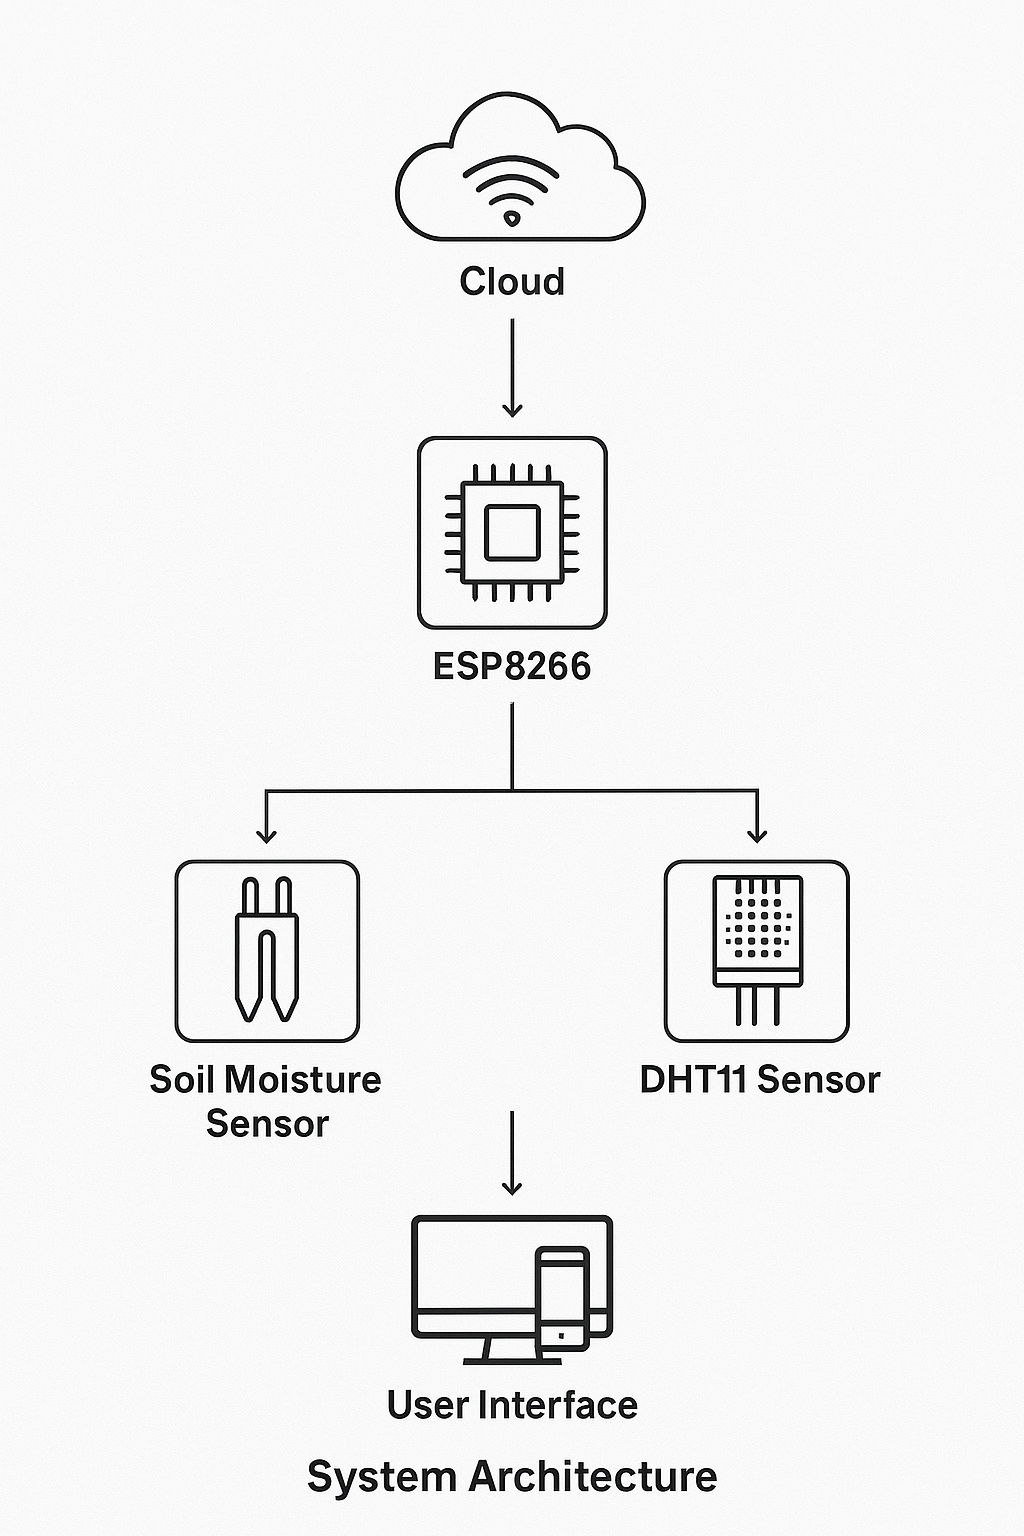 Cloud
ESP8266
Soil Moisture
Sensor
DHT11 Sensor
User Interface
System Architecture